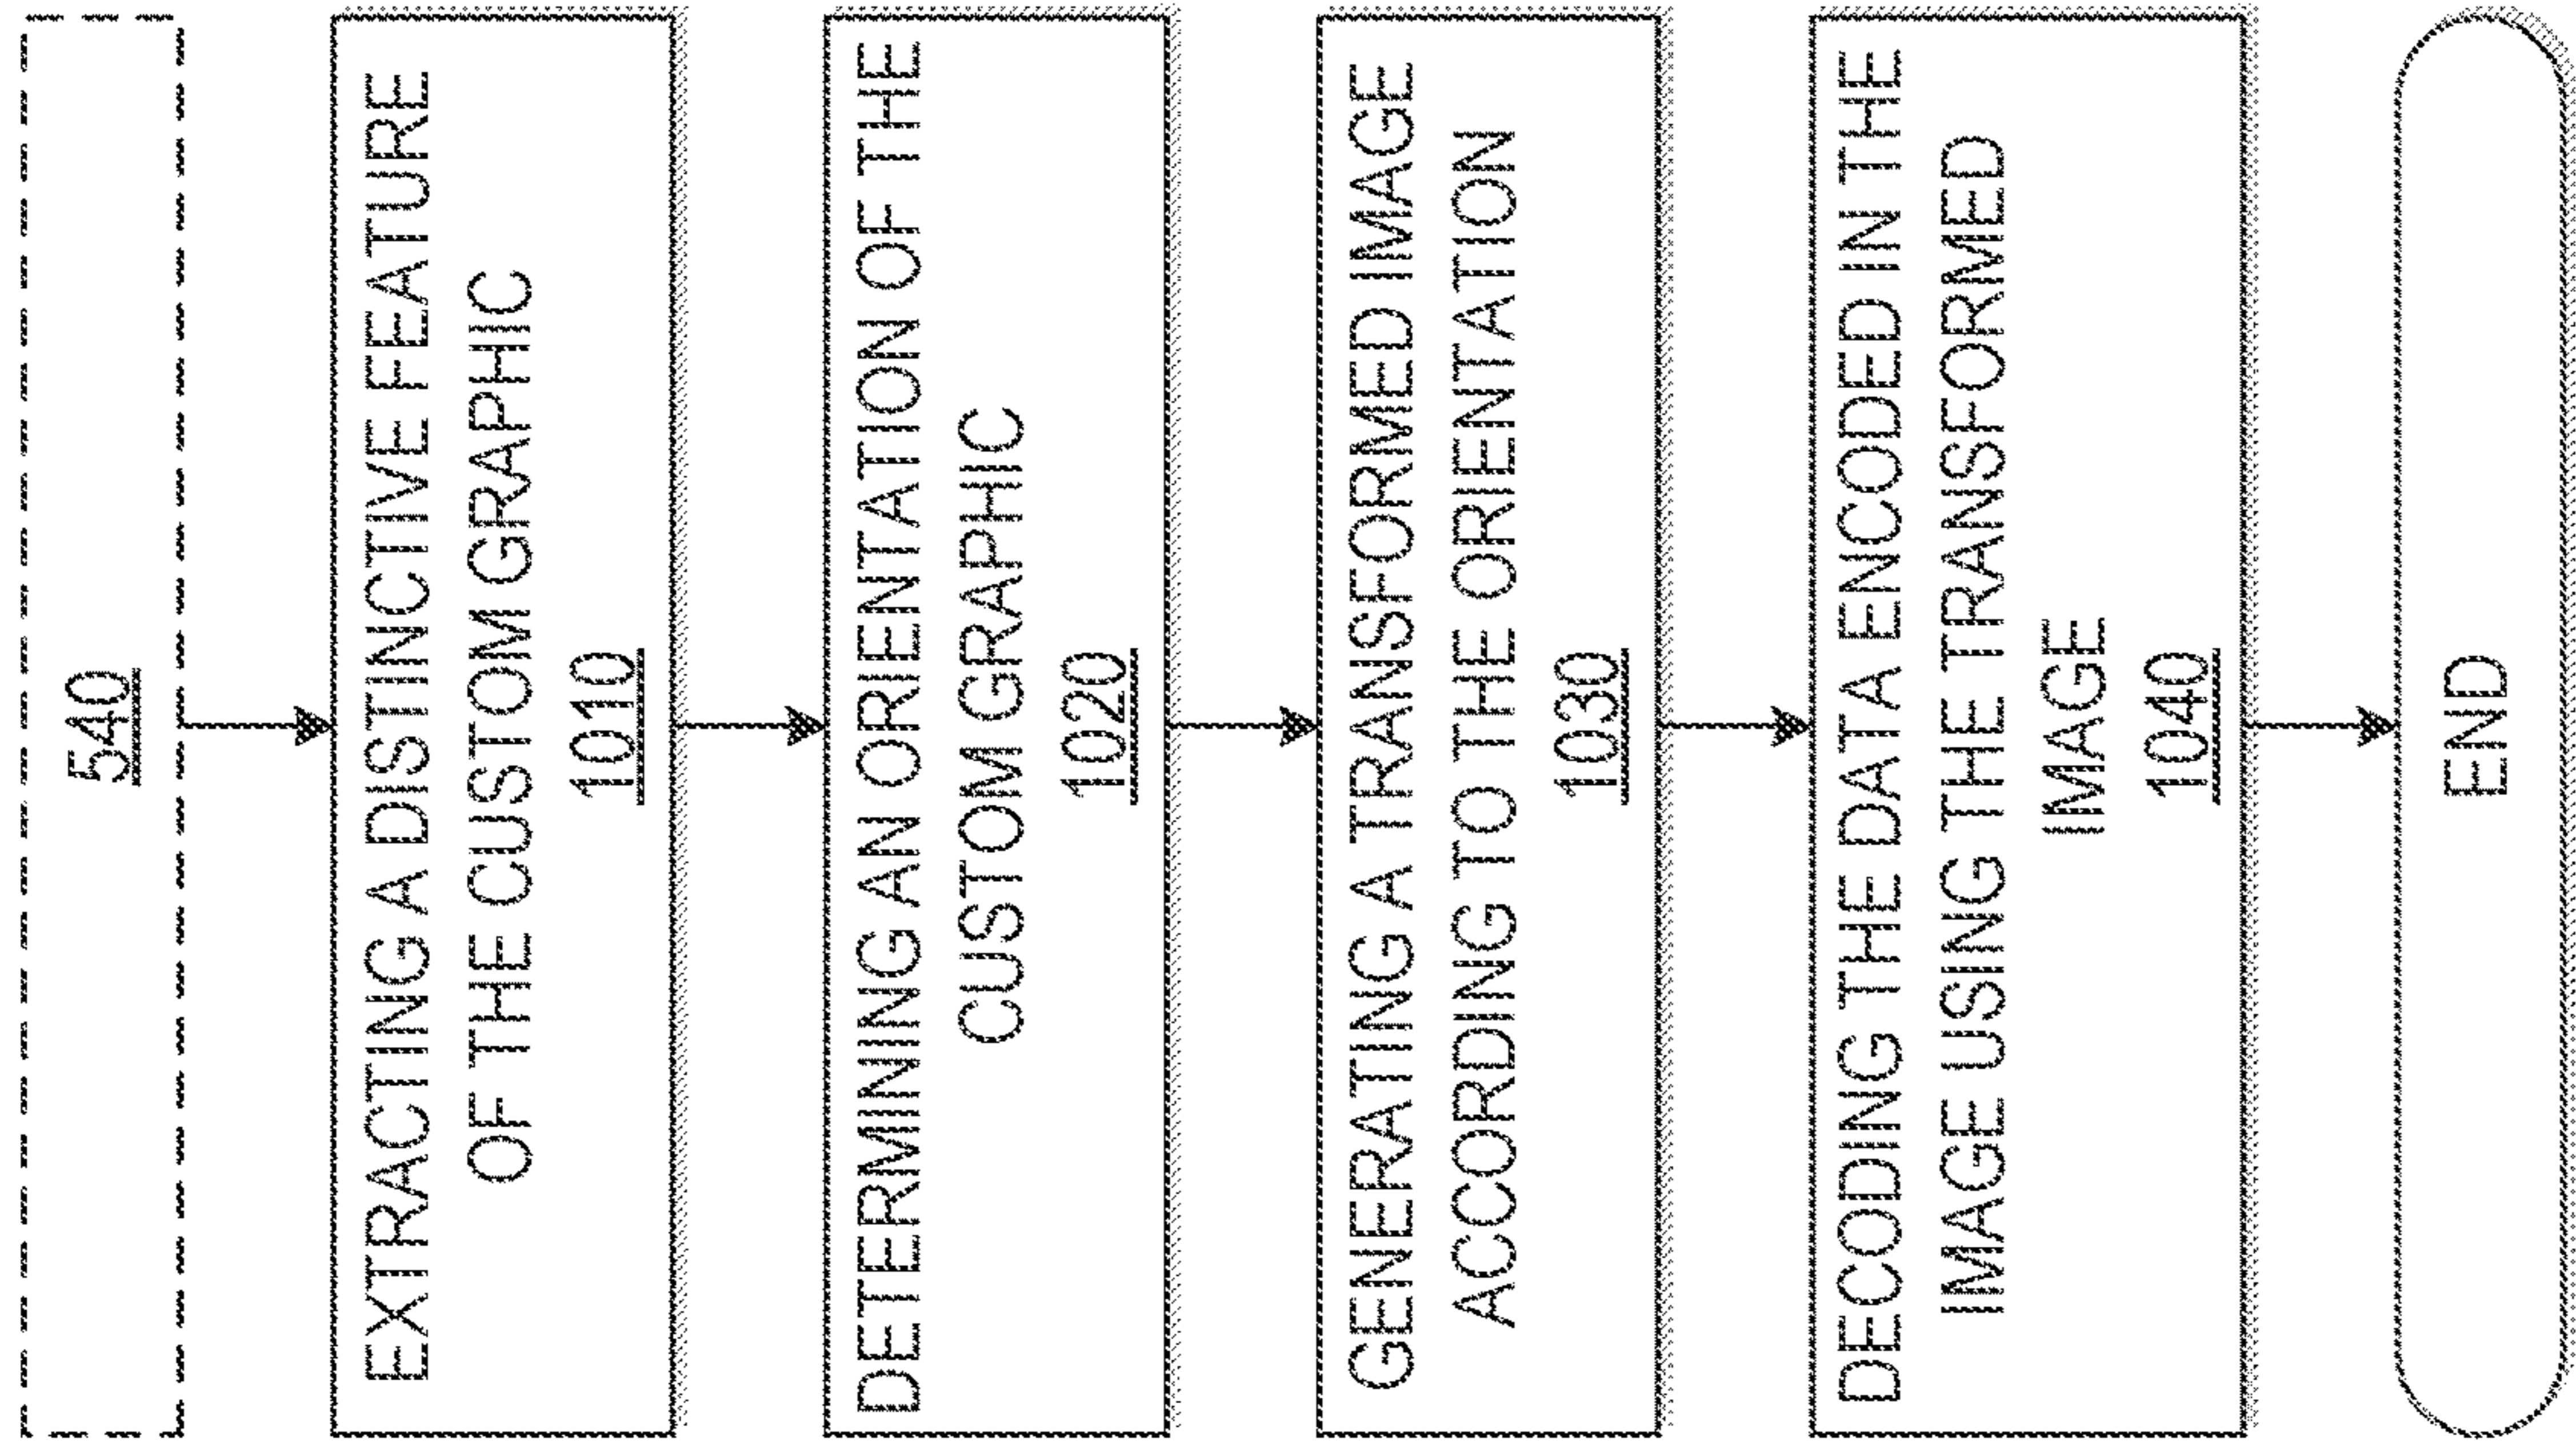 540
EXTRACTING A DISTINCTIVE FEATURE
OF THE CUSTOM GRAPHIC
1010
DETERMINING AN ORIENTATION OF THE
CUSTOM GRAPHIC
1020
GENERATING A TRANSFORMED IMAGE
ACCORDING TO THE ORIENTATION
1030
DECODING THE DATA ENCODED IN THE
IMAGE USING THE TRANSFORMED
IMAGE
1040
END